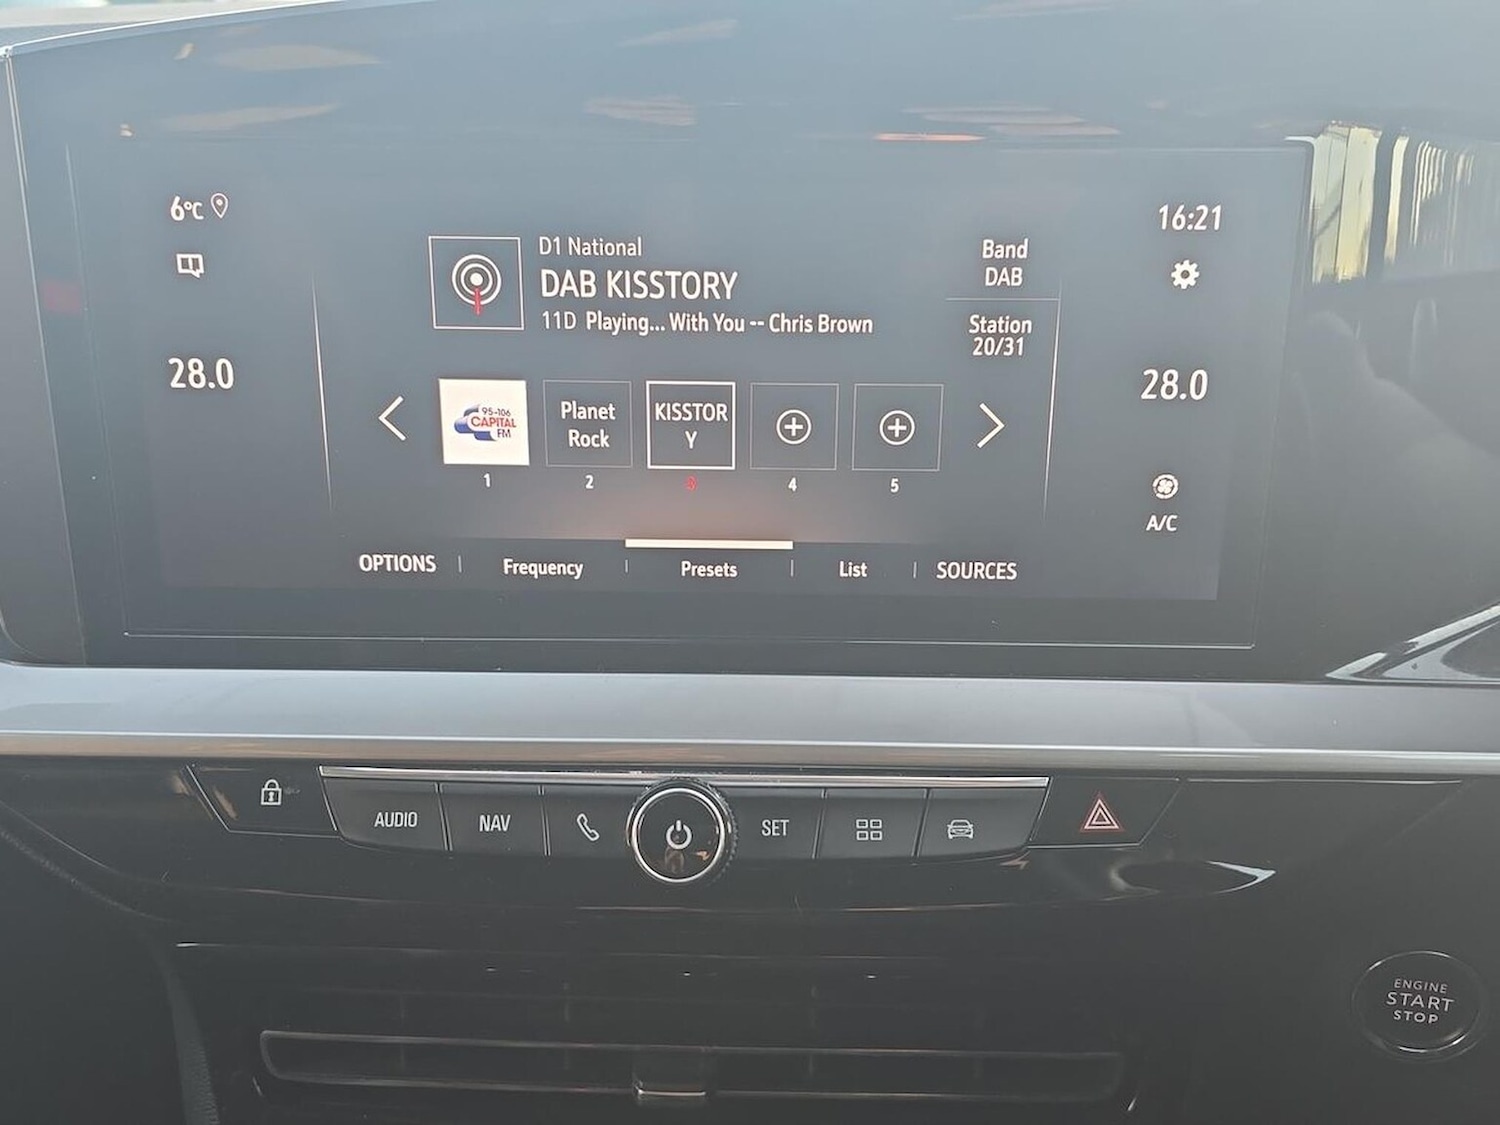 6°C
16:21
D1 National
DAB KISSTORY
11D Playing... With You -- Chris Brown
Band
DAB
Station
20/31
28.0
28.0
95-106
CAPITAL
FM
Planet
Rock
KISSTOR
Y
1
2
3
4
5
A/C
OPTIONS
Frequency
Presets
List
SOURCES
AUDIO
NAV
SET
ENGINE
START
STOP